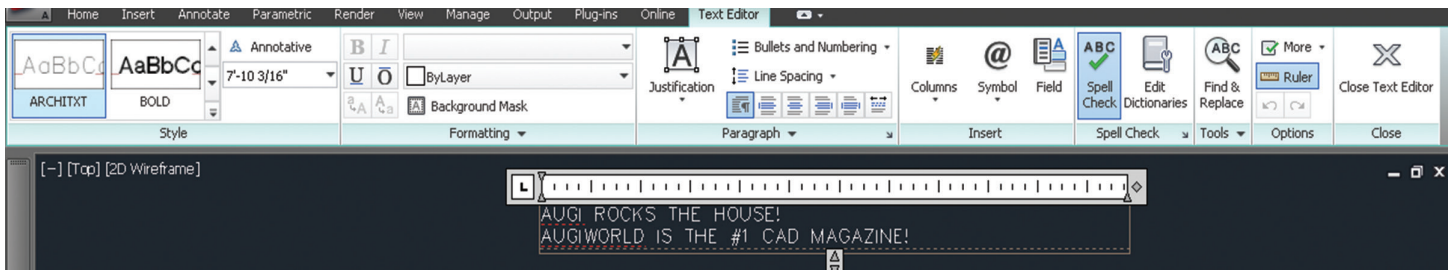 A Home Insert Annotate Parametric Render View Manage Output Plug-ins Online Text Editor
AaBbCc AaBbCc Annotative B I Bullets and Numbering More
7'-10 3/16" U O ByLayer Line Spacing Ruler
ARCHITXT BOLD Background Mask
Justification Columns Symbol Field ABC Spell Check Edit Dictionaries ABC Find & Replace Close Text Editor
Style Formatting Paragraph Insert Spell Check Tools Options Close
[-] [Top] [2D Wireframe]
L
AUGI ROCKS THE HOUSE!
AUGIWORLD IS THE #1 CAD MAGAZINE!